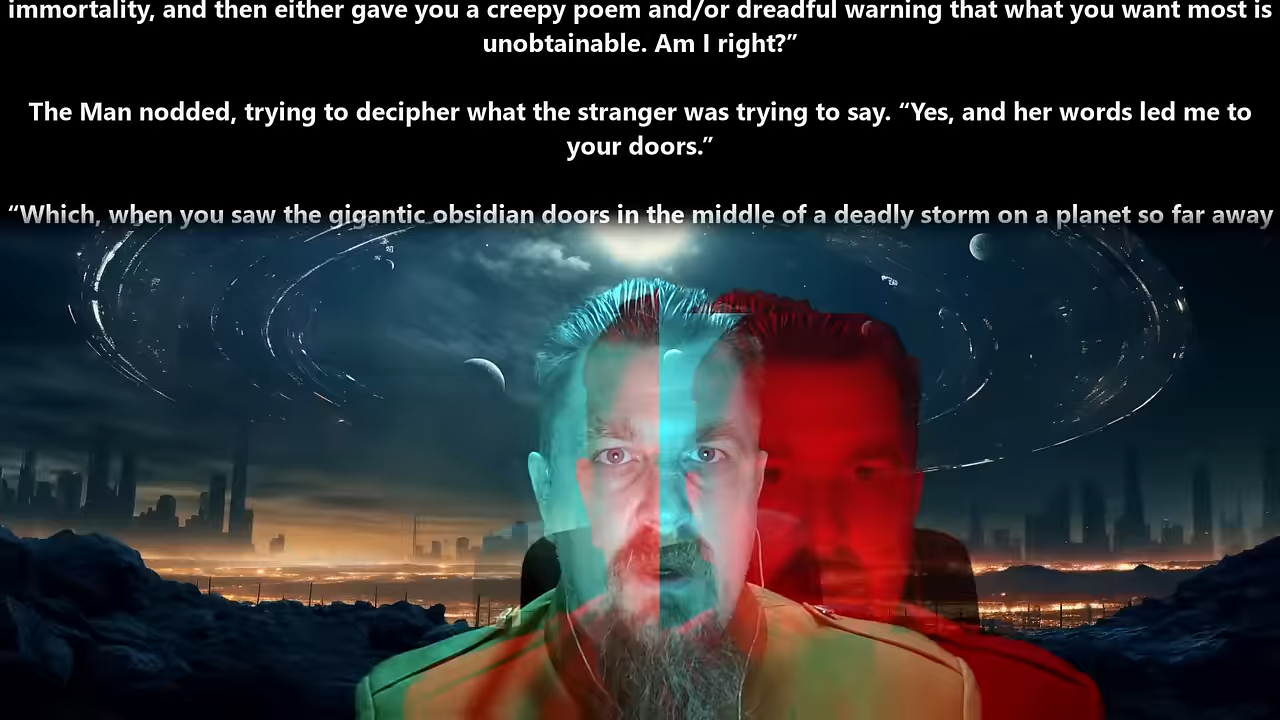 immortality, and then either gave you a creepy poem and/or dreadful warning that what you want most is
unobtainable. Am I right?”
The Man nodded, trying to decipher what the stranger was trying to say. “Yes, and her words led me to
your doors.”
“Which, when you saw the gigantic obsidian doors in the middle of a deadly storm on a planet so far away